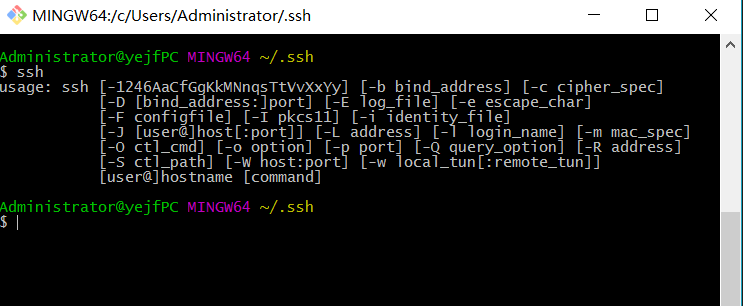 MINGW64:/c/Users/Administrator/.ssh
Administrator@yejfPC MINGW64 ~/.ssh
$ ssh
usage: ssh [-1246AaCfGgKkMNnqsTtVvXxYy] [-b bind_address] [-c cipher_spec]
           [-D [bind_address:]port] [-E log_file] [-e escape_char]
           [-F configfile] [-I pkcs11] [-i identity_file]
           [-J [user@]host[:port]] [-L address] [-l login_name] [-m mac_spec]
           [-O ctl_cmd] [-o option] [-p port] [-Q query_option] [-R address]
           [-S ctl_path] [-W host:port] [-w local_tun[:remote_tun]]
           [user@]hostname [command]
Administrator@yejfPC MINGW64 ~/.ssh
$